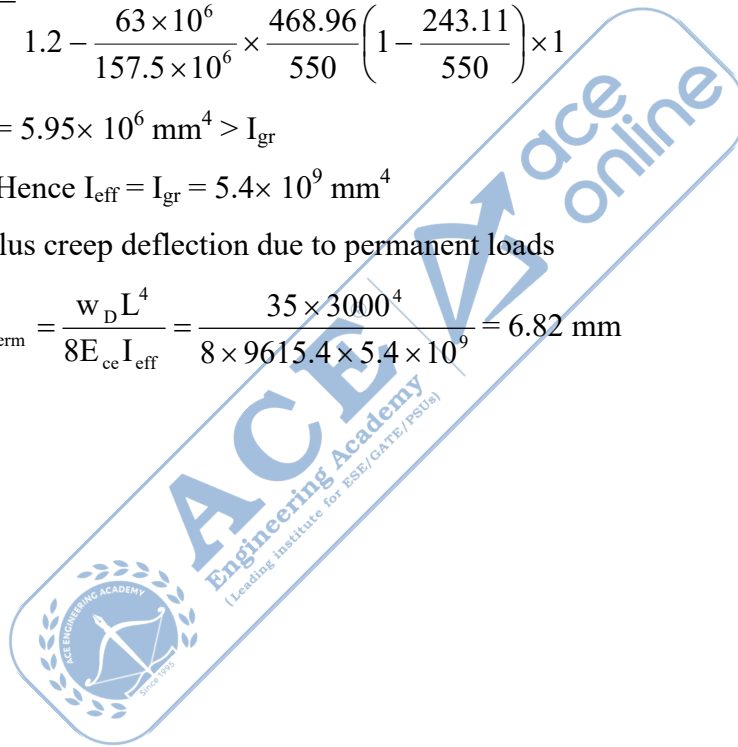 1.2 − 63×10⁶/157.5×10⁶ × 468.96/550 (1 − 243.11/550) × 1
= 5.95× 10⁶ mm⁴ > I_gr
Hence I_eff = I_gr = 5.4× 10⁹ mm⁴
lus creep deflection due to permanent loads
erm = w_D L⁴/8E_ce I_eff = 35 × 3000⁴/8 × 9615.4 × 5.4 × 10⁹ = 6.82 mm
ace
online
ACE
®
Engineering Academy
(Leading institute for ESE/GATE/PSUs)
ACE ENGINEERING ACADEMY
Since 1995